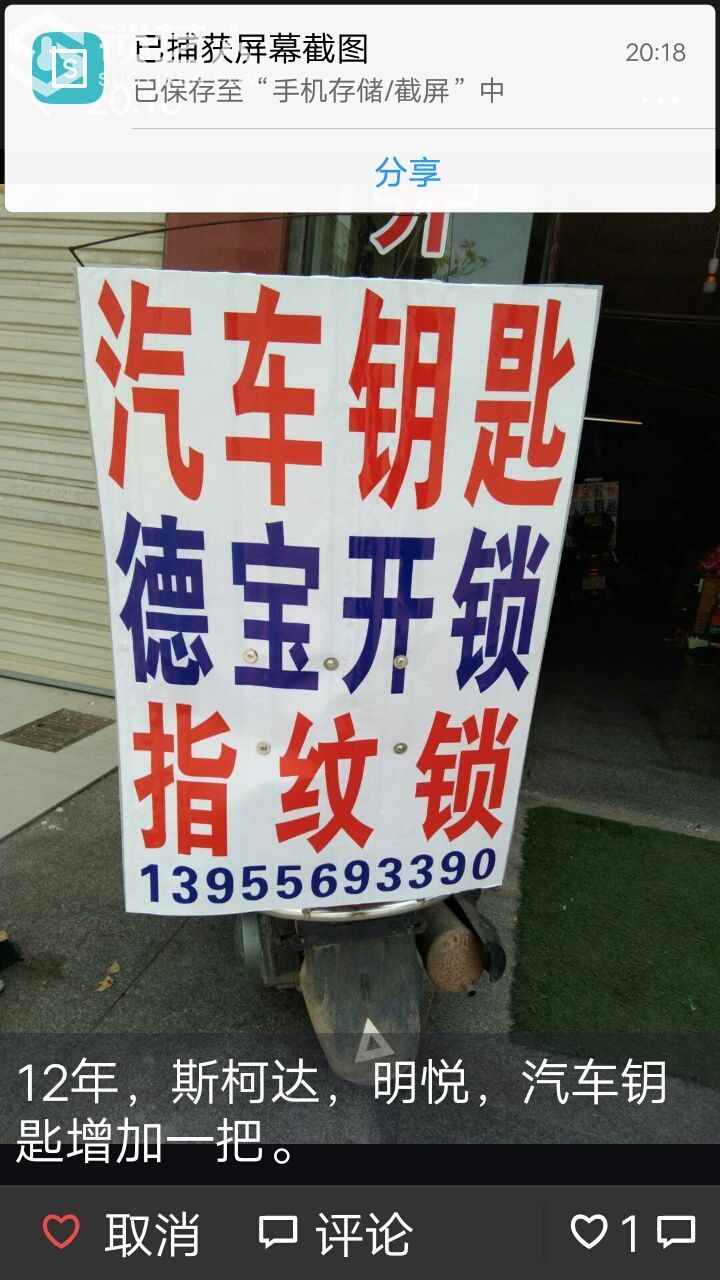 已捕获屏幕截图
20:18
已保存至“手机存储/截屏”中
分享
开
汽车钥匙
德宝开锁
指纹锁
13955693390
12年，斯柯达，明悦，汽车钥
匙增加一把。
取消
评论
1